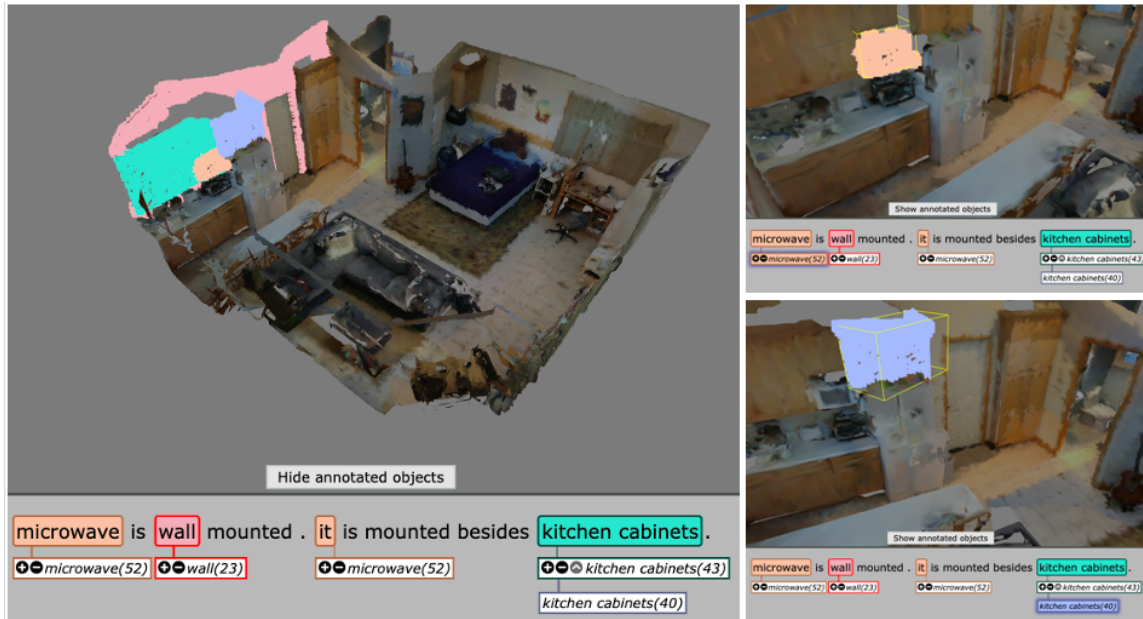 Hide annotated objects
microwave is wall mounted . it is mounted besides kitchen cabinets .
microwave(52) wall(23) microwave(52) kitchen cabinets(43)
kitchen cabinets(40)
Show annotated objects
microwave is wall mounted . it is mounted besides kitchen cabinets .
microwave(52) wall(23) microwave(52) kitchen cabinets(43)
kitchen cabinets(40)
Show annotated objects
microwave is wall mounted . it is mounted besides kitchen cabinets .
microwave(52) wall(23) microwave(52) kitchen cabinets(43)
kitchen cabinets(40)